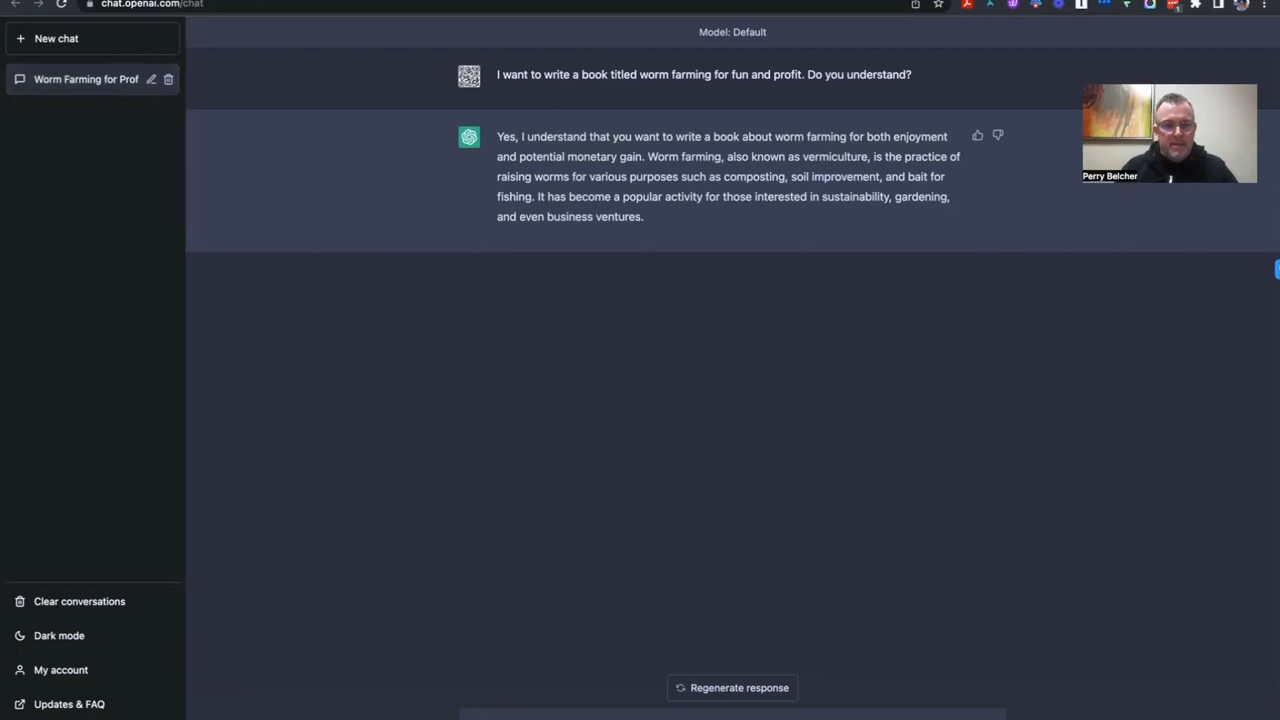 chat.openai.com/chat
New chat
Model: Default
Worm Farming for Prof
I want to write a book titled worm farming for fun and profit. Do you understand?
Yes, I understand that you want to write a book about worm farming for both enjoyment
and potential monetary gain. Worm farming, also known as vermiculture, is the practice of
raising worms for various purposes such as composting, soil improvement, and bait for
fishing. It has become a popular activity for those interested in sustainability, gardening,
and even business ventures.
Perry Belcher
Clear conversations
Dark mode
My account
Updates & FAQ
Regenerate response